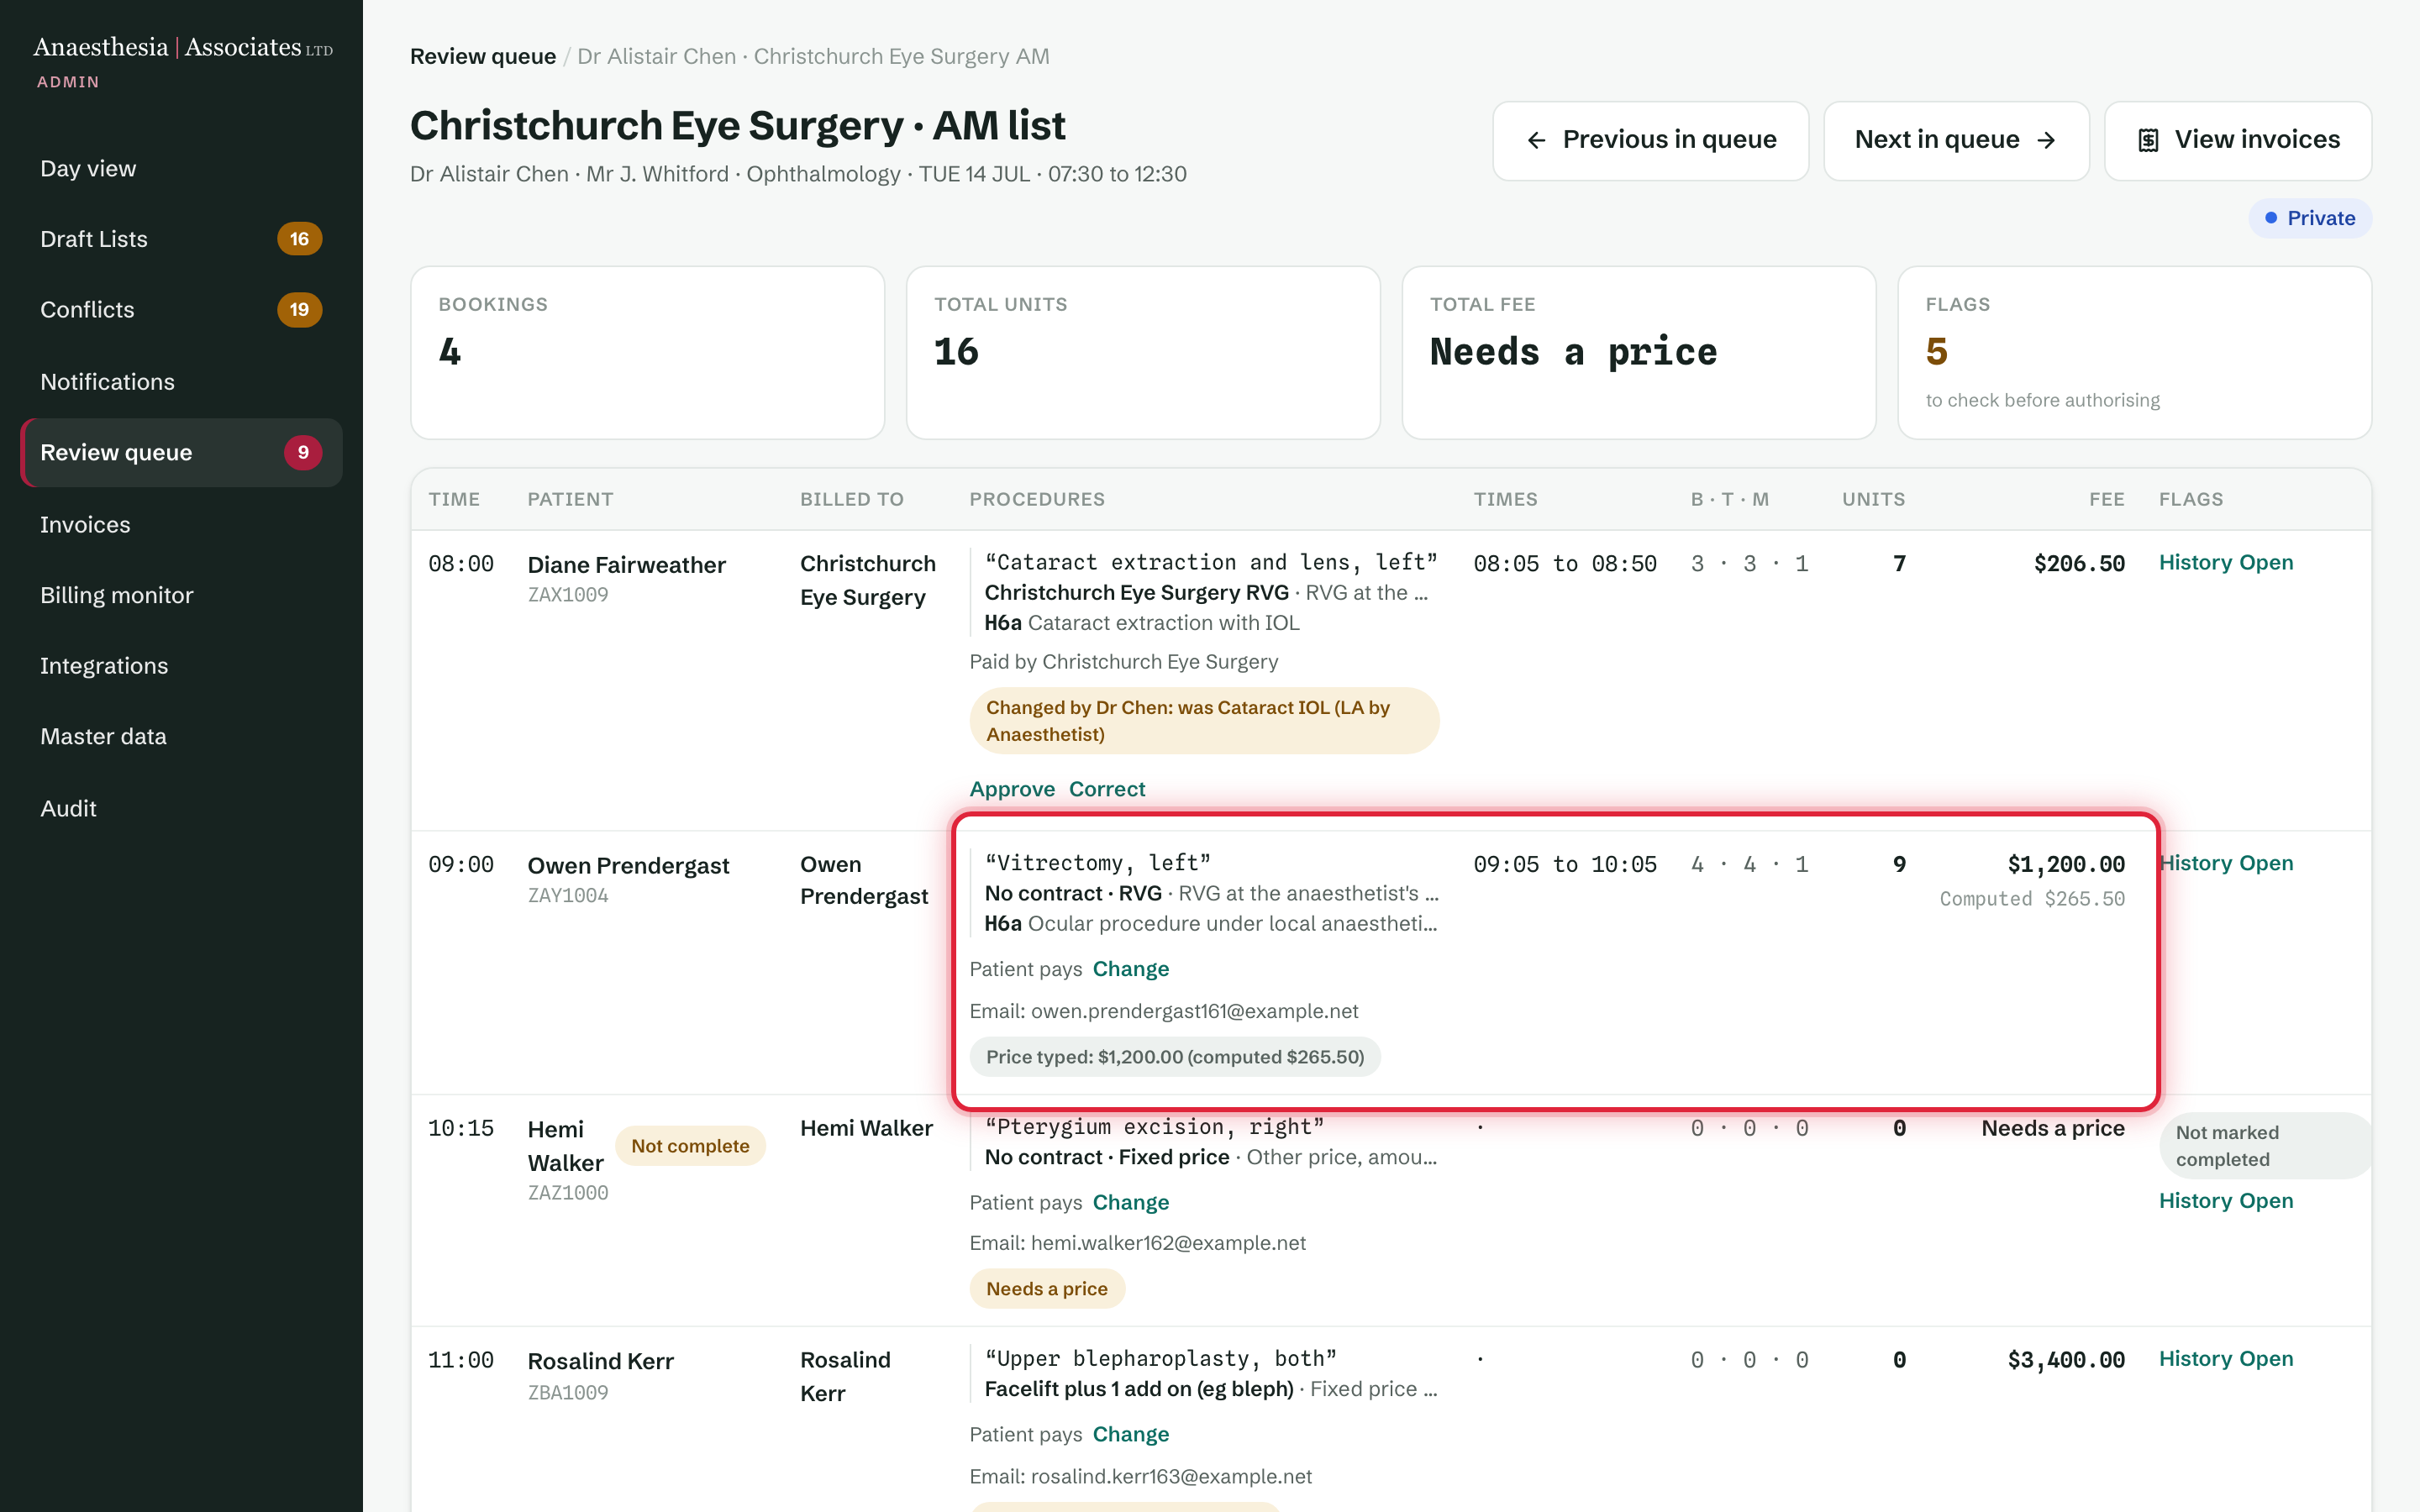 Anaesthesia | Associates LTD
ADMIN
Day view
Draft Lists 16
Conflicts 19
Notifications
Review queue 9
Invoices
Billing monitor
Integrations
Master data
Audit
Review queue / Dr Alistair Chen · Christchurch Eye Surgery AM
Christchurch Eye Surgery · AM list
Dr Alistair Chen · Mr J. Whitford · Ophthalmology · TUE 14 JUL · 07:30 to 12:30
← Previous in queue
Next in queue →
View invoices
Private
BOOKINGS
4
TOTAL UNITS
16
TOTAL FEE
Needs a price
FLAGS
5
to check before authorising
TIME PATIENT BILLED TO PROCEDURES TIMES B · T · M UNITS FEE FLAGS
08:00
Diane Fairweather
ZAX1009
Christchurch
Eye Surgery
“Cataract extraction and lens, left”
Christchurch Eye Surgery RVG · RVG at the ...
H6a Cataract extraction with IOL
Paid by Christchurch Eye Surgery
Changed by Dr Chen: was Cataract IOL (LA by
Anaesthetist)
Approve Correct
08:05 to 08:50
3 · 3 · 1
7
$206.50
History Open
09:00
Owen Prendergast
ZAY1004
Owen
Prendergast
“Vitrectomy, left”
No contract · RVG · RVG at the anaesthetist's ...
H6a Ocular procedure under local anaestheti...
Patient pays Change
Email: owen.prendergast161@example.net
Price typed: $1,200.00 (computed $265.50)
09:05 to 10:05
4 · 4 · 1
9
$1,200.00
Computed $265.50
History Open
10:15
Hemi
Walker
Not complete
ZAZ1000
Hemi Walker
“Pterygium excision, right”
No contract · Fixed price · Other price, amou...
Patient pays Change
Email: hemi.walker162@example.net
Needs a price
·
0 · 0 · 0
0
Needs a price
Not marked
completed
History Open
11:00
Rosalind Kerr
ZBA1009
Rosalind
Kerr
“Upper blepharoplasty, both”
Facelift plus 1 add on (eg bleph) · Fixed price ...
Patient pays Change
Email: rosalind.kerr163@example.net
·
0 · 0 · 0
0
$3,400.00
History Open